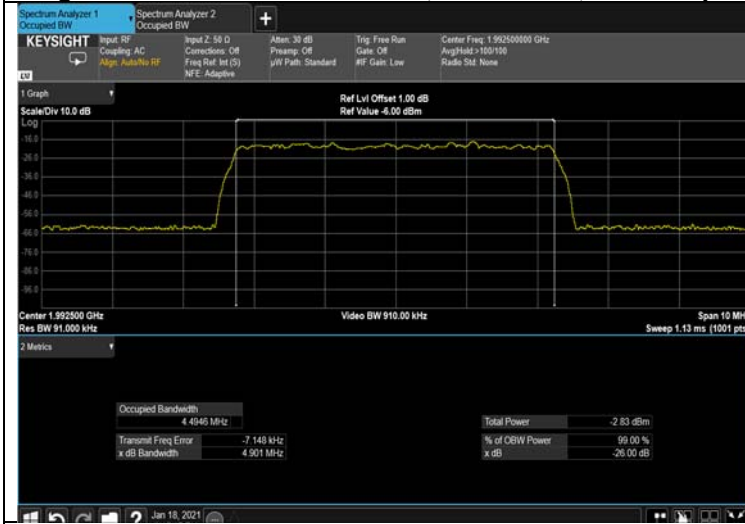 Spectrum Analyzer 1
Occupied BW
Spectrum Analyzer 2
Occupied BW
+
KEYSIGHT
Input: RF
Coupling: AC
Align: Auto/No RF
Input Z: 50 Ω
Corrections: Off
Freq Ref: Int (S)
NFE: Adaptive
Atten: 30 dB
Preamp: Off
µW Path: Standard
Trig: Free Run
Gate: Off
#IF Gain: Low
Center Freq: 1.992500000 GHz
Avg|Hold:>100/100
Radio Std: None
1 Graph
Scale/Div 10.0 dB
Ref Lvl Offset 1.00 dB
Ref Value -6.00 dBm
Log
-16.0
-26.0
-36.0
-46.0
-56.0
-66.0
-76.0
-86.0
-96.0
Center 1.992500 GHz
Res BW 91.000 kHz
Video BW 910.00 kHz
Span 10 MH
Sweep 1.13 ms (1001 pts
2 Metrics
Occupied Bandwidth
4.4946 MHz
Transmit Freq Error -7.148 kHz
x dB Bandwidth 4.901 MHz
Total Power -2.83 dBm
% of OBW Power 99.00 %
x dB -26.00 dB
? Jan 18, 2021